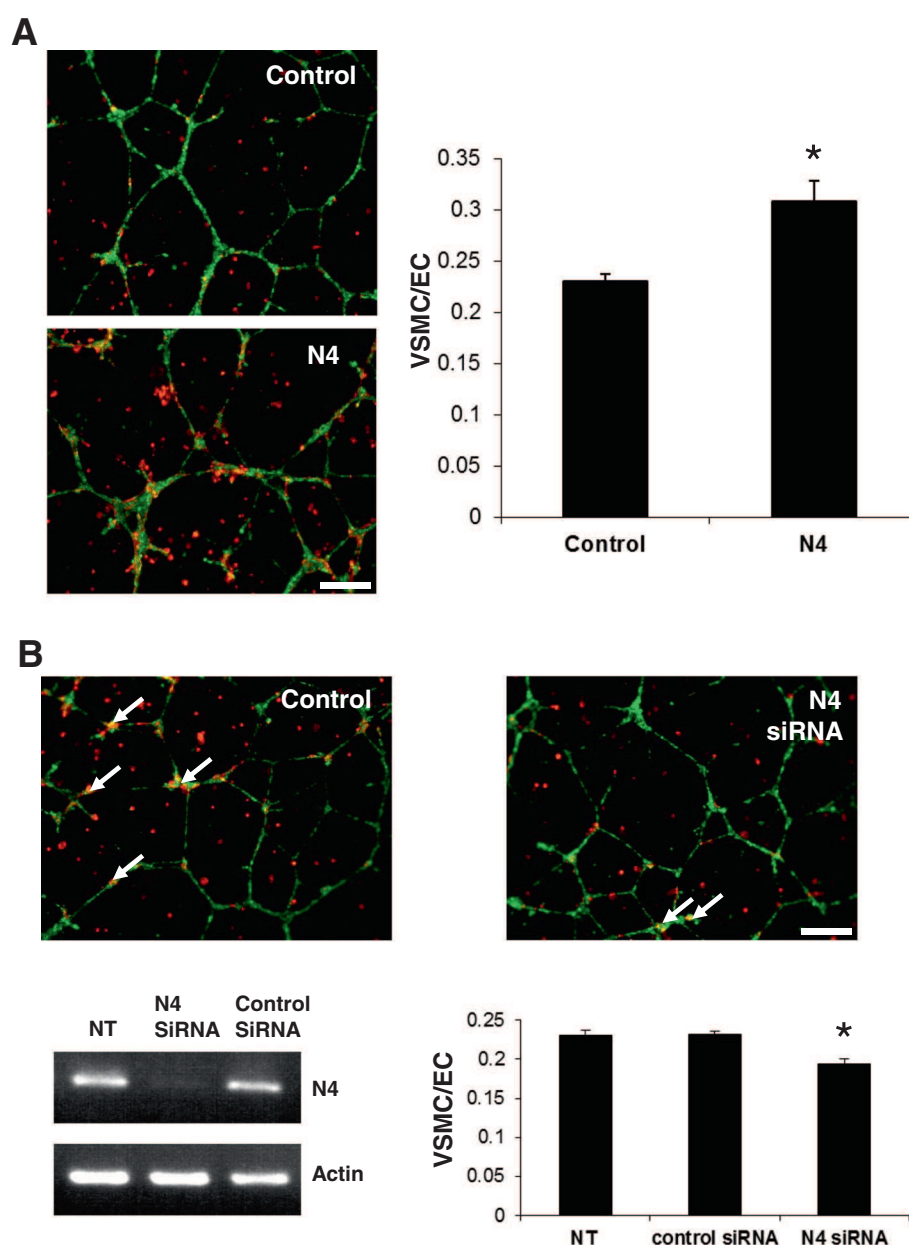 A
Control
N4
VSMC/EC
0.35
0.3
0.25
0.2
0.15
0.1
0.05
0
*
Control
N4
B
Control
N4
siRNA
NT
N4
SiRNA
Control
SiRNA
N4
Actin
VSMC/EC
0.25
0.2
0.15
0.1
0.05
0
*
NT
control siRNA
N4 siRNA